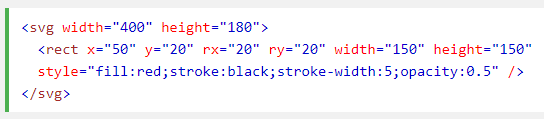 <svg width="400" height="180">
  <rect x="50" y="20" rx="20" ry="20" width="150" height="150"
  style="fill:red;stroke:black;stroke-width:5;opacity:0.5" />
</svg>